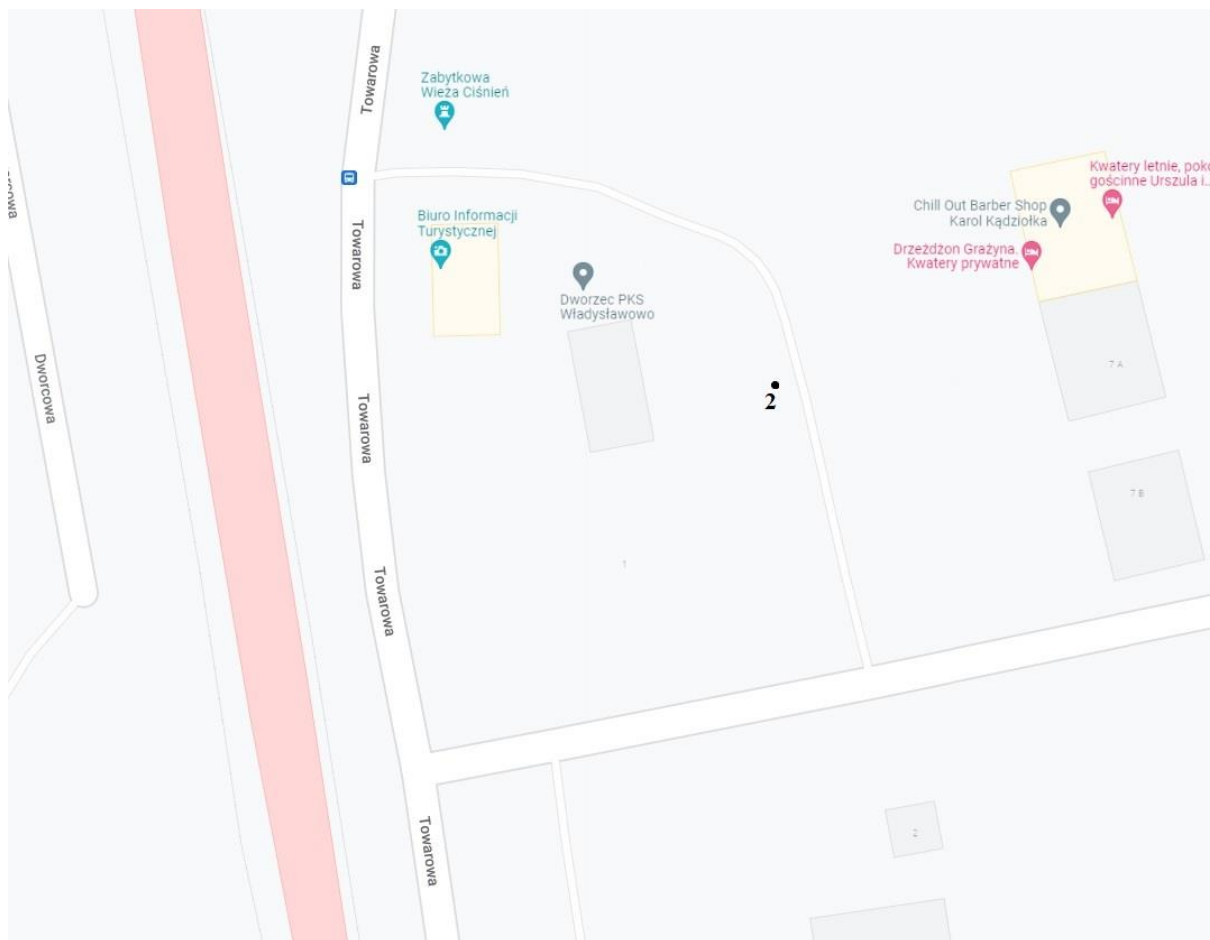 Towarowa
Zabytkowa
Wieża Ciśnień
Kwatery letnie, poko
gościnne Urszula i...
Chill Out Barber Shop
Karol Kądziołka
Biuro Informacji
Turystycznej
Towarowa
Drzeżdżon Grażyna.
Kwatery prywatne
Dworzec PKS
Władysławowo
Dworcowa
7 A
2
Towarowa
7 B
1
Towarowa
2
Towarowa